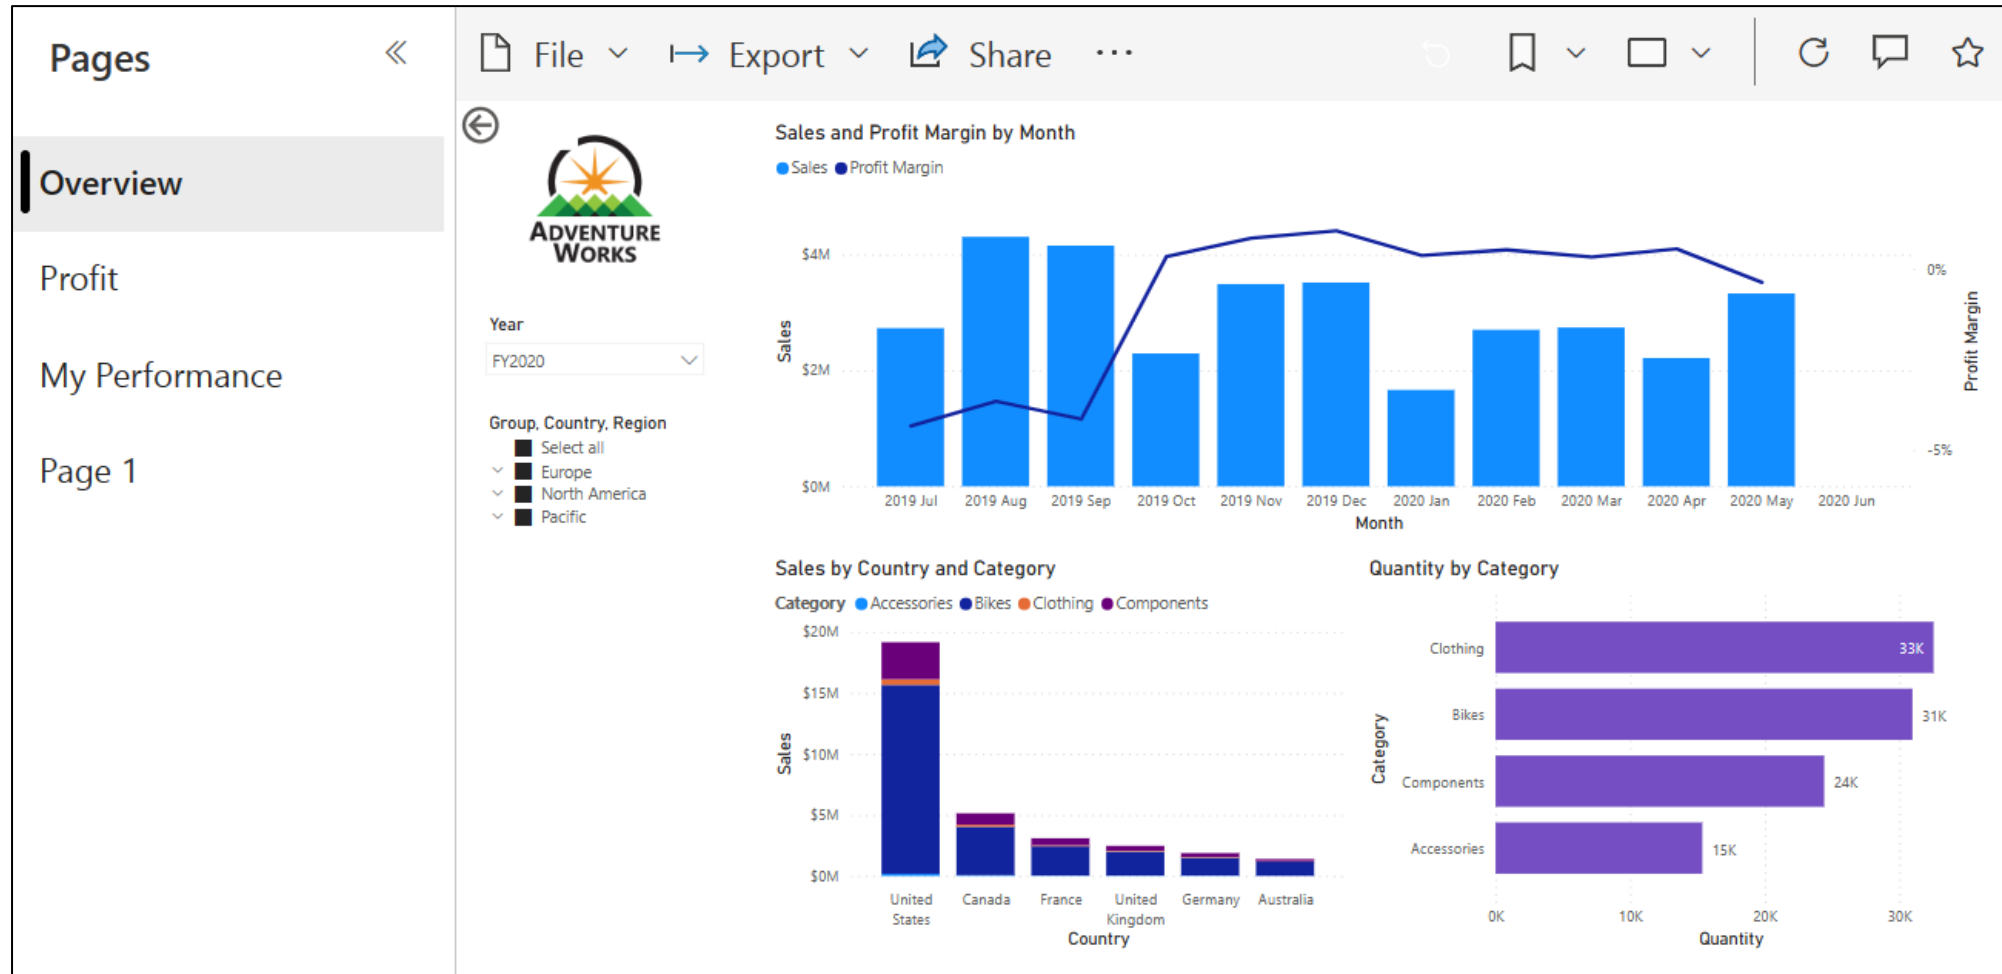 Pages
Overview
Profit
My Performance
Page 1
File
Export
Share
ADVENTURE
WORKS
Year
FY2020
Group, Country, Region
Select all
Europe
North America
Pacific
Sales and Profit Margin by Month
Sales Profit Margin
$4M
$2M
$0M
Sales
0%
-5%
Profit Margin
2019 Jul 2019 Aug 2019 Sep 2019 Oct 2019 Nov 2019 Dec 2020 Jan 2020 Feb 2020 Mar 2020 Apr 2020 May 2020 Jun
Month
Sales by Country and Category
Category Accessories Bikes Clothing Components
$20M
$15M
$10M
$5M
$0M
Sales
United States
Canada
France
United Kingdom
Germany
Australia
Country
Quantity by Category
Category
Clothing 33K
Bikes 31K
Components 24K
Accessories 15K
0K 10K 20K 30K
Quantity